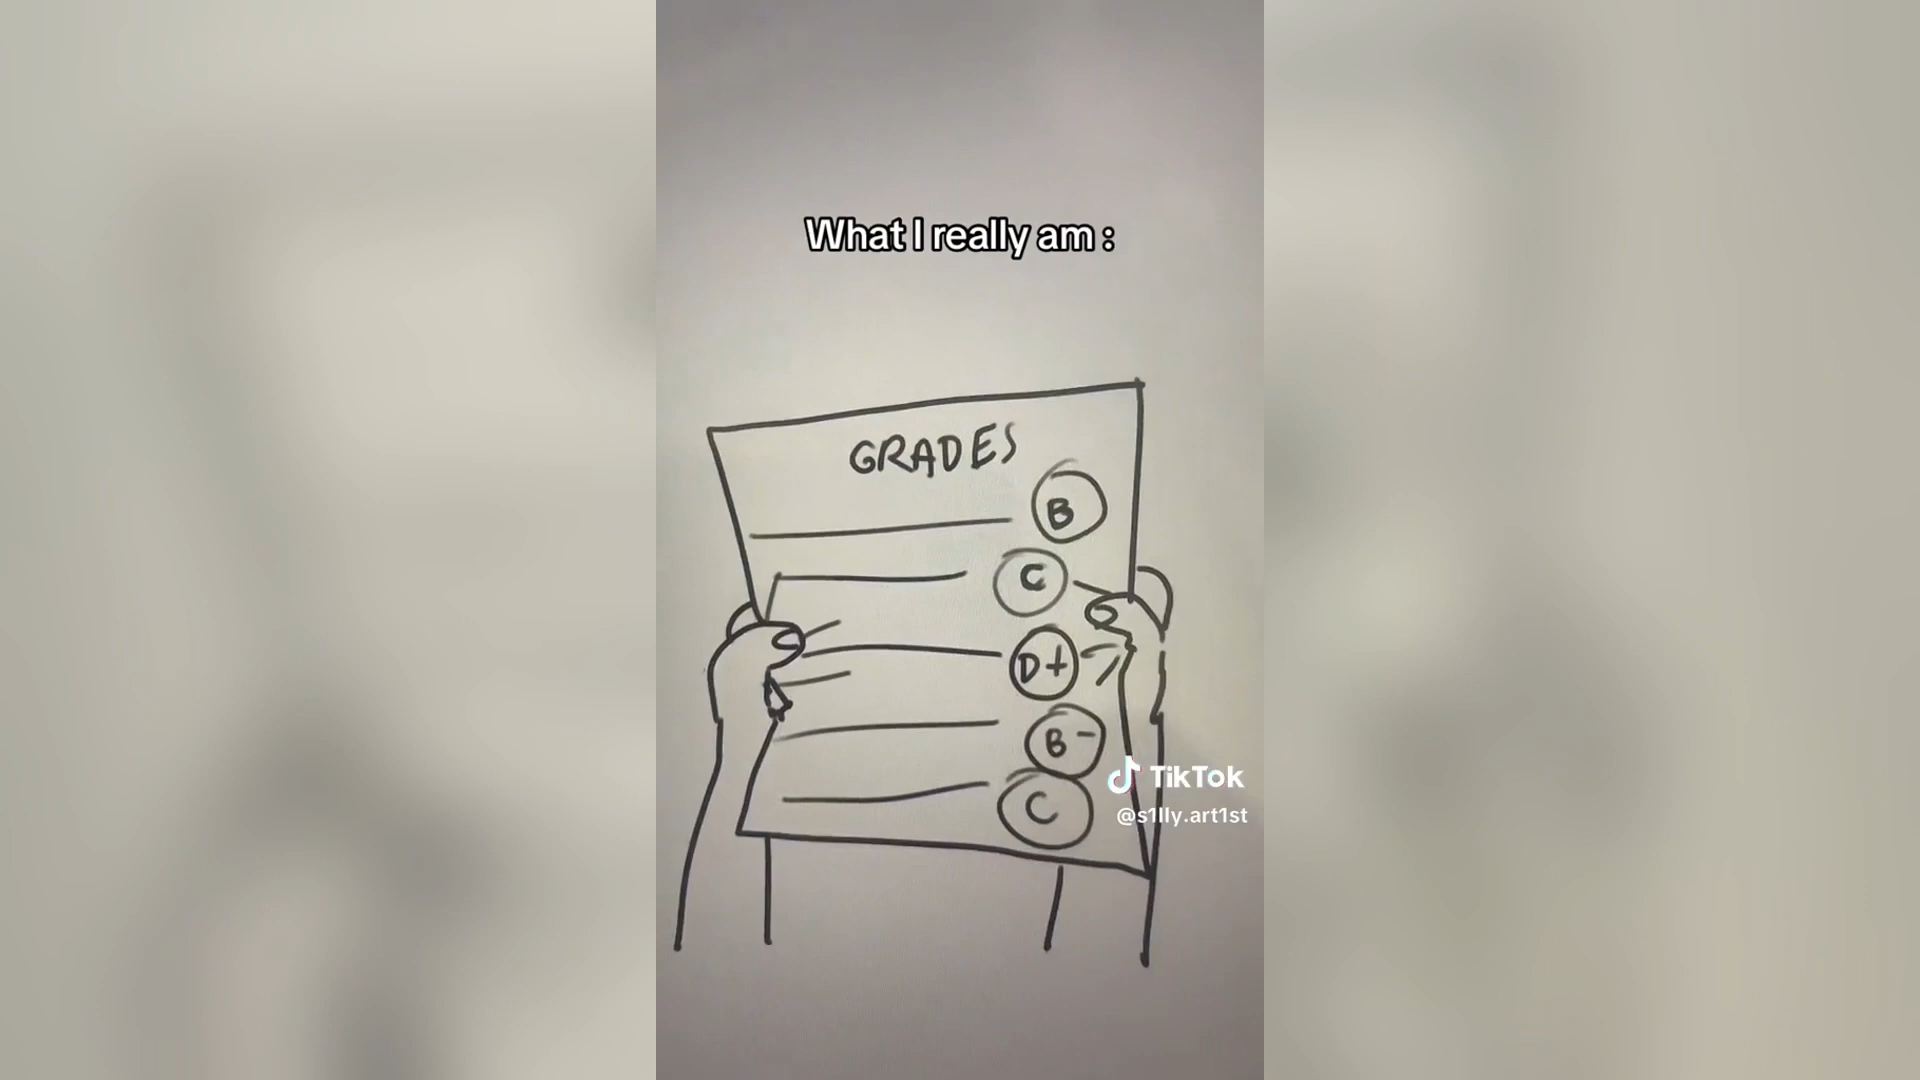 What I really am :
GRADES
B
C
D+
B-
C
TikTok
@s1lly.art1st